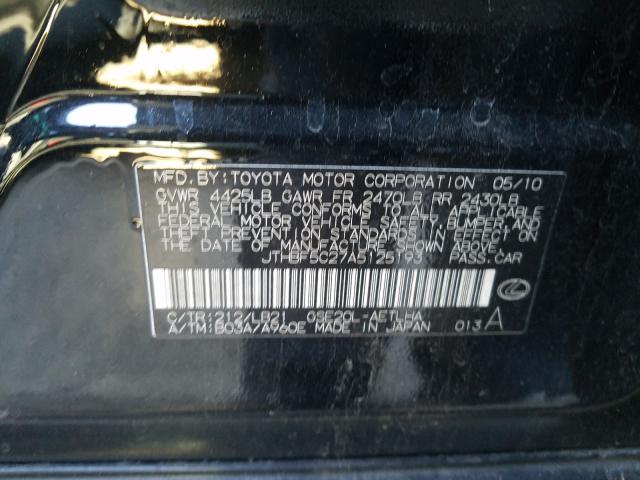 MFD. BY: TOYOTA MOTOR CORPORATION 05/10
GVWR 4425LB GAWR FR 2470LB RR 2430LB
THIS VEHICLE CONFORMS TO ALL APPLICABLE
FEDERAL MOTOR VEHICLE SAFETY, BUMPER, AND
THEFT PREVENTION STANDARDS IN EFFECT ON
THE DATE OF MANUFACTURE SHOWN ABOVE.
JTHBF5C27A5125193 PASS.CAR
C/TR:212/LB21 GSE20L-AETLHA
A/TM:B03A/A960E MADE IN JAPAN 013A